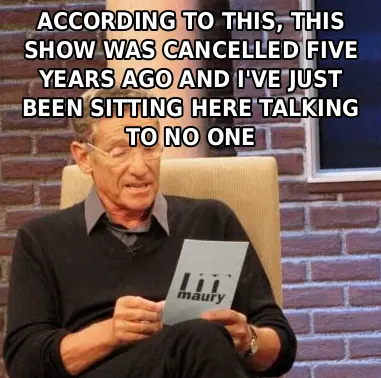 ACCORDING TO THIS, THIS
SHOW WAS CANCELLED FIVE
YEARS AGO AND I'VE JUST
BEEN SITTING HERE TALKING
TO NO ONE
maury